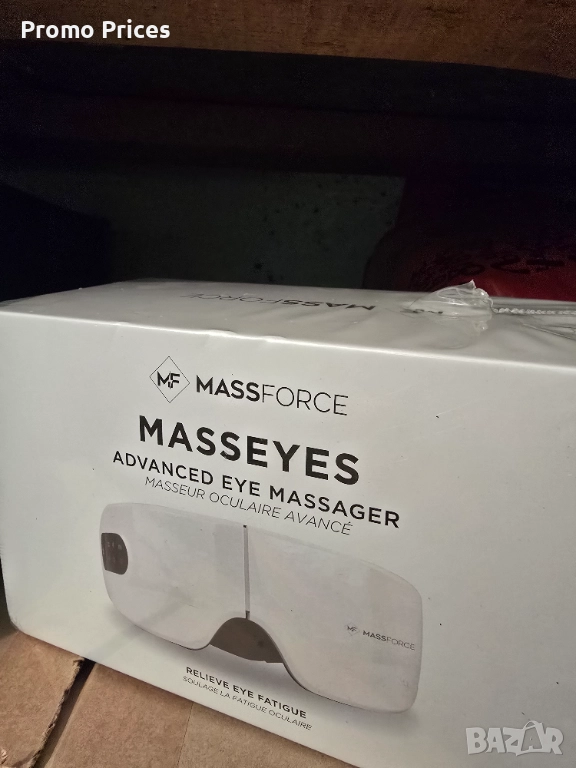 Promo Prices
MASSFORCE
MF MASSFORCE
MASSEYES
ADVANCED EYE MASSAGER
MASSEUR OCULAIRE AVANCÉ
MF MASSFORCE
RELIEVE EYE FATIGUE
SOULAGE LA FATIGUE OCULAIRE
BAZAR